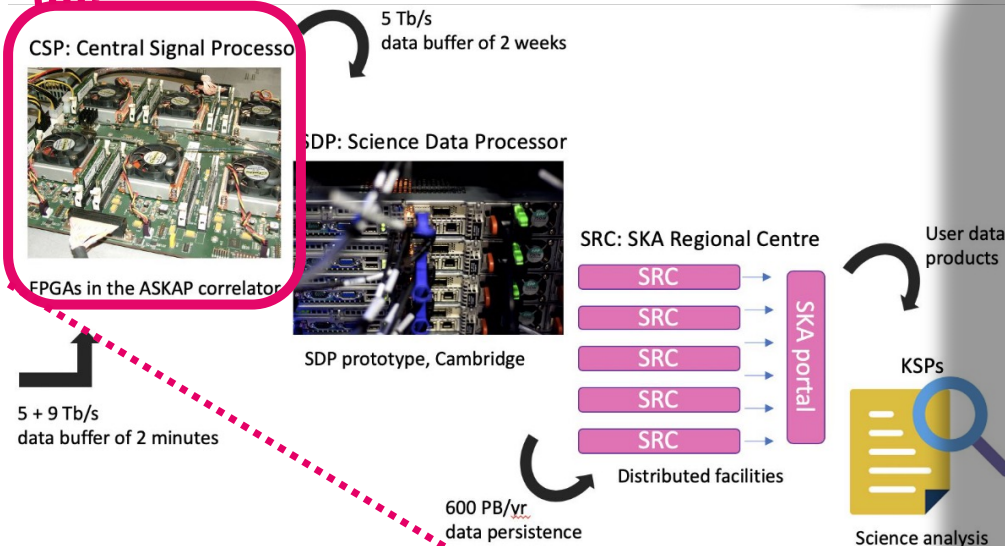 5 Tb/s
data buffer of 2 weeks
CSP: Central Signal Processo
FPGAs in the ASKAP correlator
5 + 9 Tb/s
data buffer of 2 minutes
SDP: Science Data Processor
SDP prototype, Cambridge
600 PB/yr
data persistence
SRC: SKA Regional Centre
SRC
SRC
SRC
SRC
SRC
SKA portal
Distributed facilities
User data
products
KSPs
Science analysis